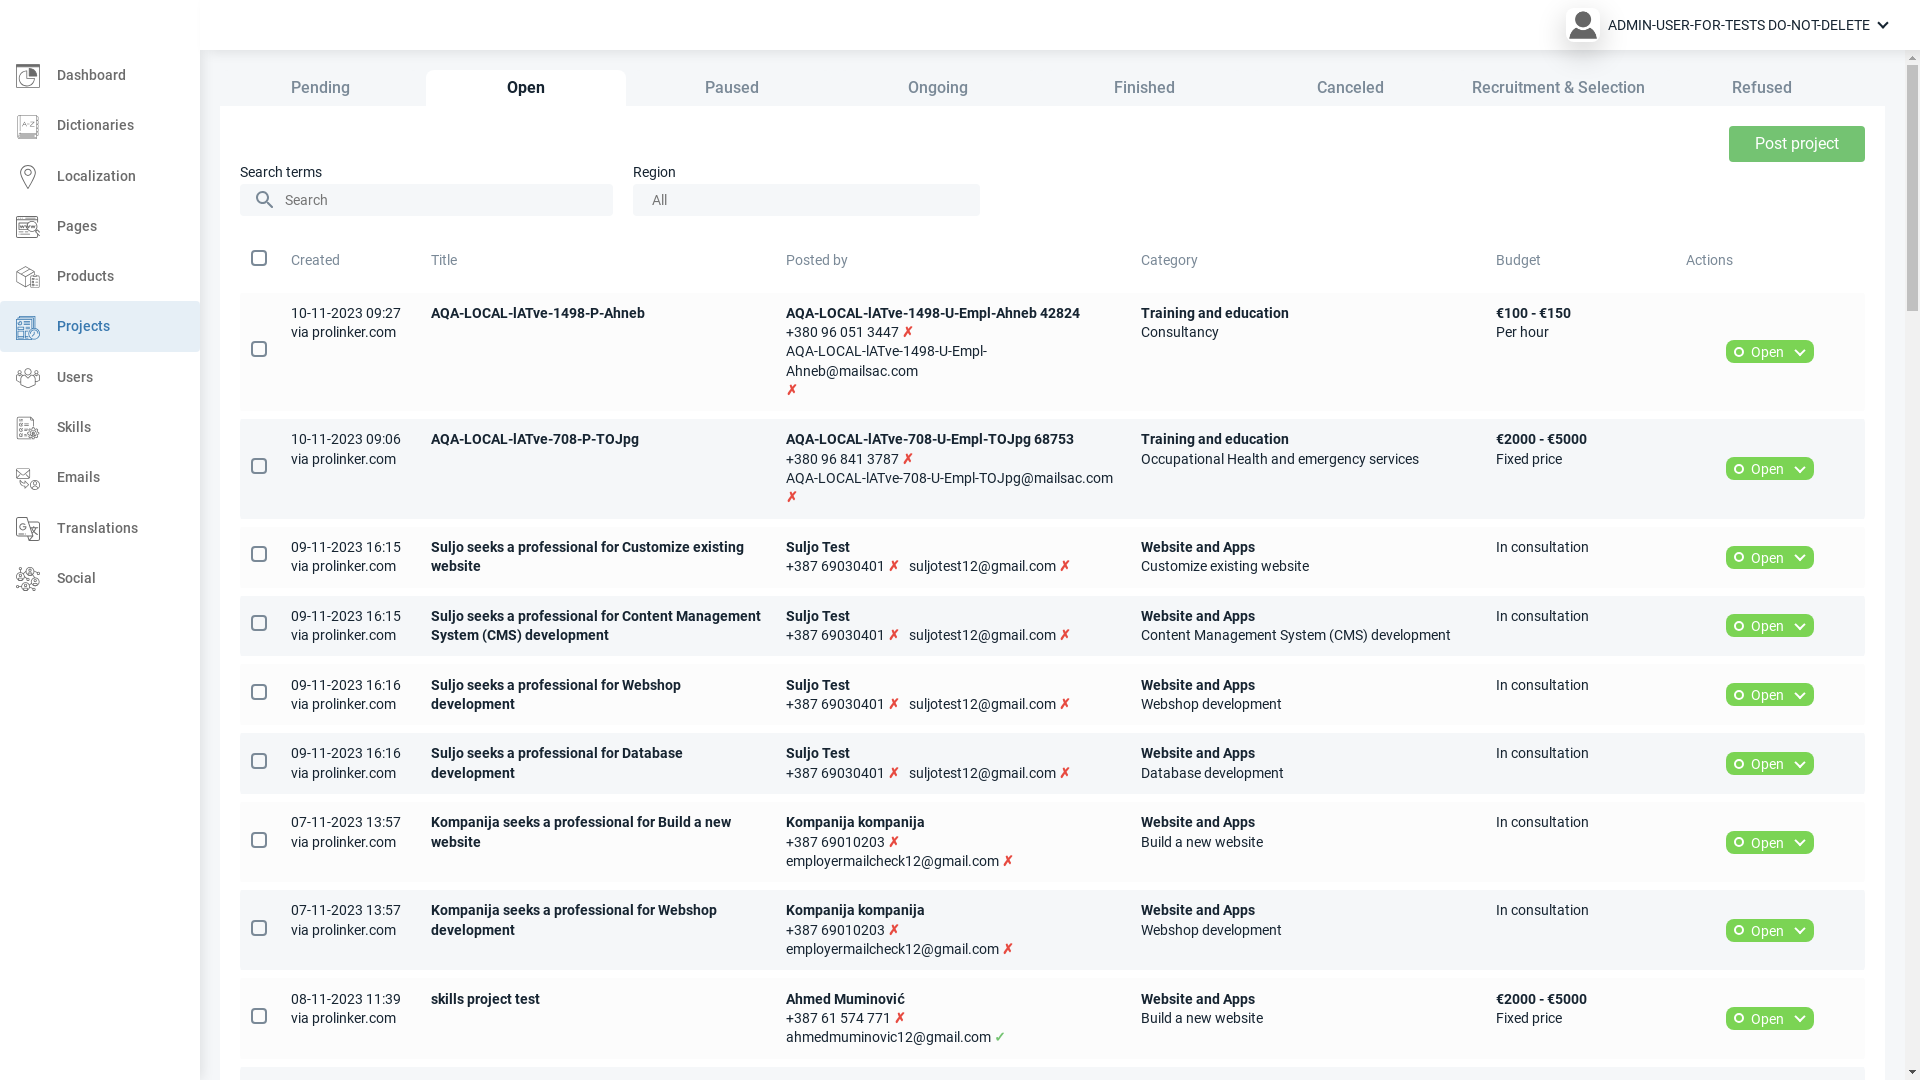 ADMIN-USER-FOR-TESTS DO-NOT-DELETE
Dashboard
Dictionaries
Localization
Pages
Products
Projects
Users
Skills
Emails
Translations
Social
Pending
Open
Paused
Ongoing
Finished
Canceled
Recruitment & Selection
Refused
Post project
Search terms
Search
Region
All
Created
Title
Posted by
Category
Budget
Actions
10-11-2023 09:27
via prolinker.com
AQA-LOCAL-lATve-1498-P-Ahneb
AQA-LOCAL-lATve-1498-U-Empl-Ahneb 42824
+380 96 051 3447 ✗
AQA-LOCAL-lATve-1498-U-Empl-
Ahneb@mailsac.com
✗
Training and education
Consultancy
€100 - €150
Per hour
Open
10-11-2023 09:06
via prolinker.com
AQA-LOCAL-lATve-708-P-TOJpg
AQA-LOCAL-lATve-708-U-Empl-TOJpg 68753
+380 96 841 3787 ✗
AQA-LOCAL-lATve-708-U-Empl-TOJpg@mailsac.com
✗
Training and education
Occupational Health and emergency services
€2000 - €5000
Fixed price
Open
09-11-2023 16:15
via prolinker.com
Suljo seeks a professional for Customize existing
website
Suljo Test
+387 69030401 ✗ suljotest12@gmail.com ✗
Website and Apps
Customize existing website
In consultation
Open
09-11-2023 16:15
via prolinker.com
Suljo seeks a professional for Content Management
System (CMS) development
Suljo Test
+387 69030401 ✗ suljotest12@gmail.com ✗
Website and Apps
Content Management System (CMS) development
In consultation
Open
09-11-2023 16:16
via prolinker.com
Suljo seeks a professional for Webshop
development
Suljo Test
+387 69030401 ✗ suljotest12@gmail.com ✗
Website and Apps
Webshop development
In consultation
Open
09-11-2023 16:16
via prolinker.com
Suljo seeks a professional for Database
development
Suljo Test
+387 69030401 ✗ suljotest12@gmail.com ✗
Website and Apps
Database development
In consultation
Open
07-11-2023 13:57
via prolinker.com
Kompanija seeks a professional for Build a new
website
Kompanija kompanija
+387 69010203 ✗
employermailcheck12@gmail.com ✗
Website and Apps
Build a new website
In consultation
Open
07-11-2023 13:57
via prolinker.com
Kompanija seeks a professional for Webshop
development
Kompanija kompanija
+387 69010203 ✗
employermailcheck12@gmail.com ✗
Website and Apps
Webshop development
In consultation
Open
08-11-2023 11:39
via prolinker.com
skills project test
Ahmed Muminović
+387 61 574 771 ✗
ahmedmuminovic12@gmail.com ✓
Website and Apps
Build a new website
€2000 - €5000
Fixed price
Open